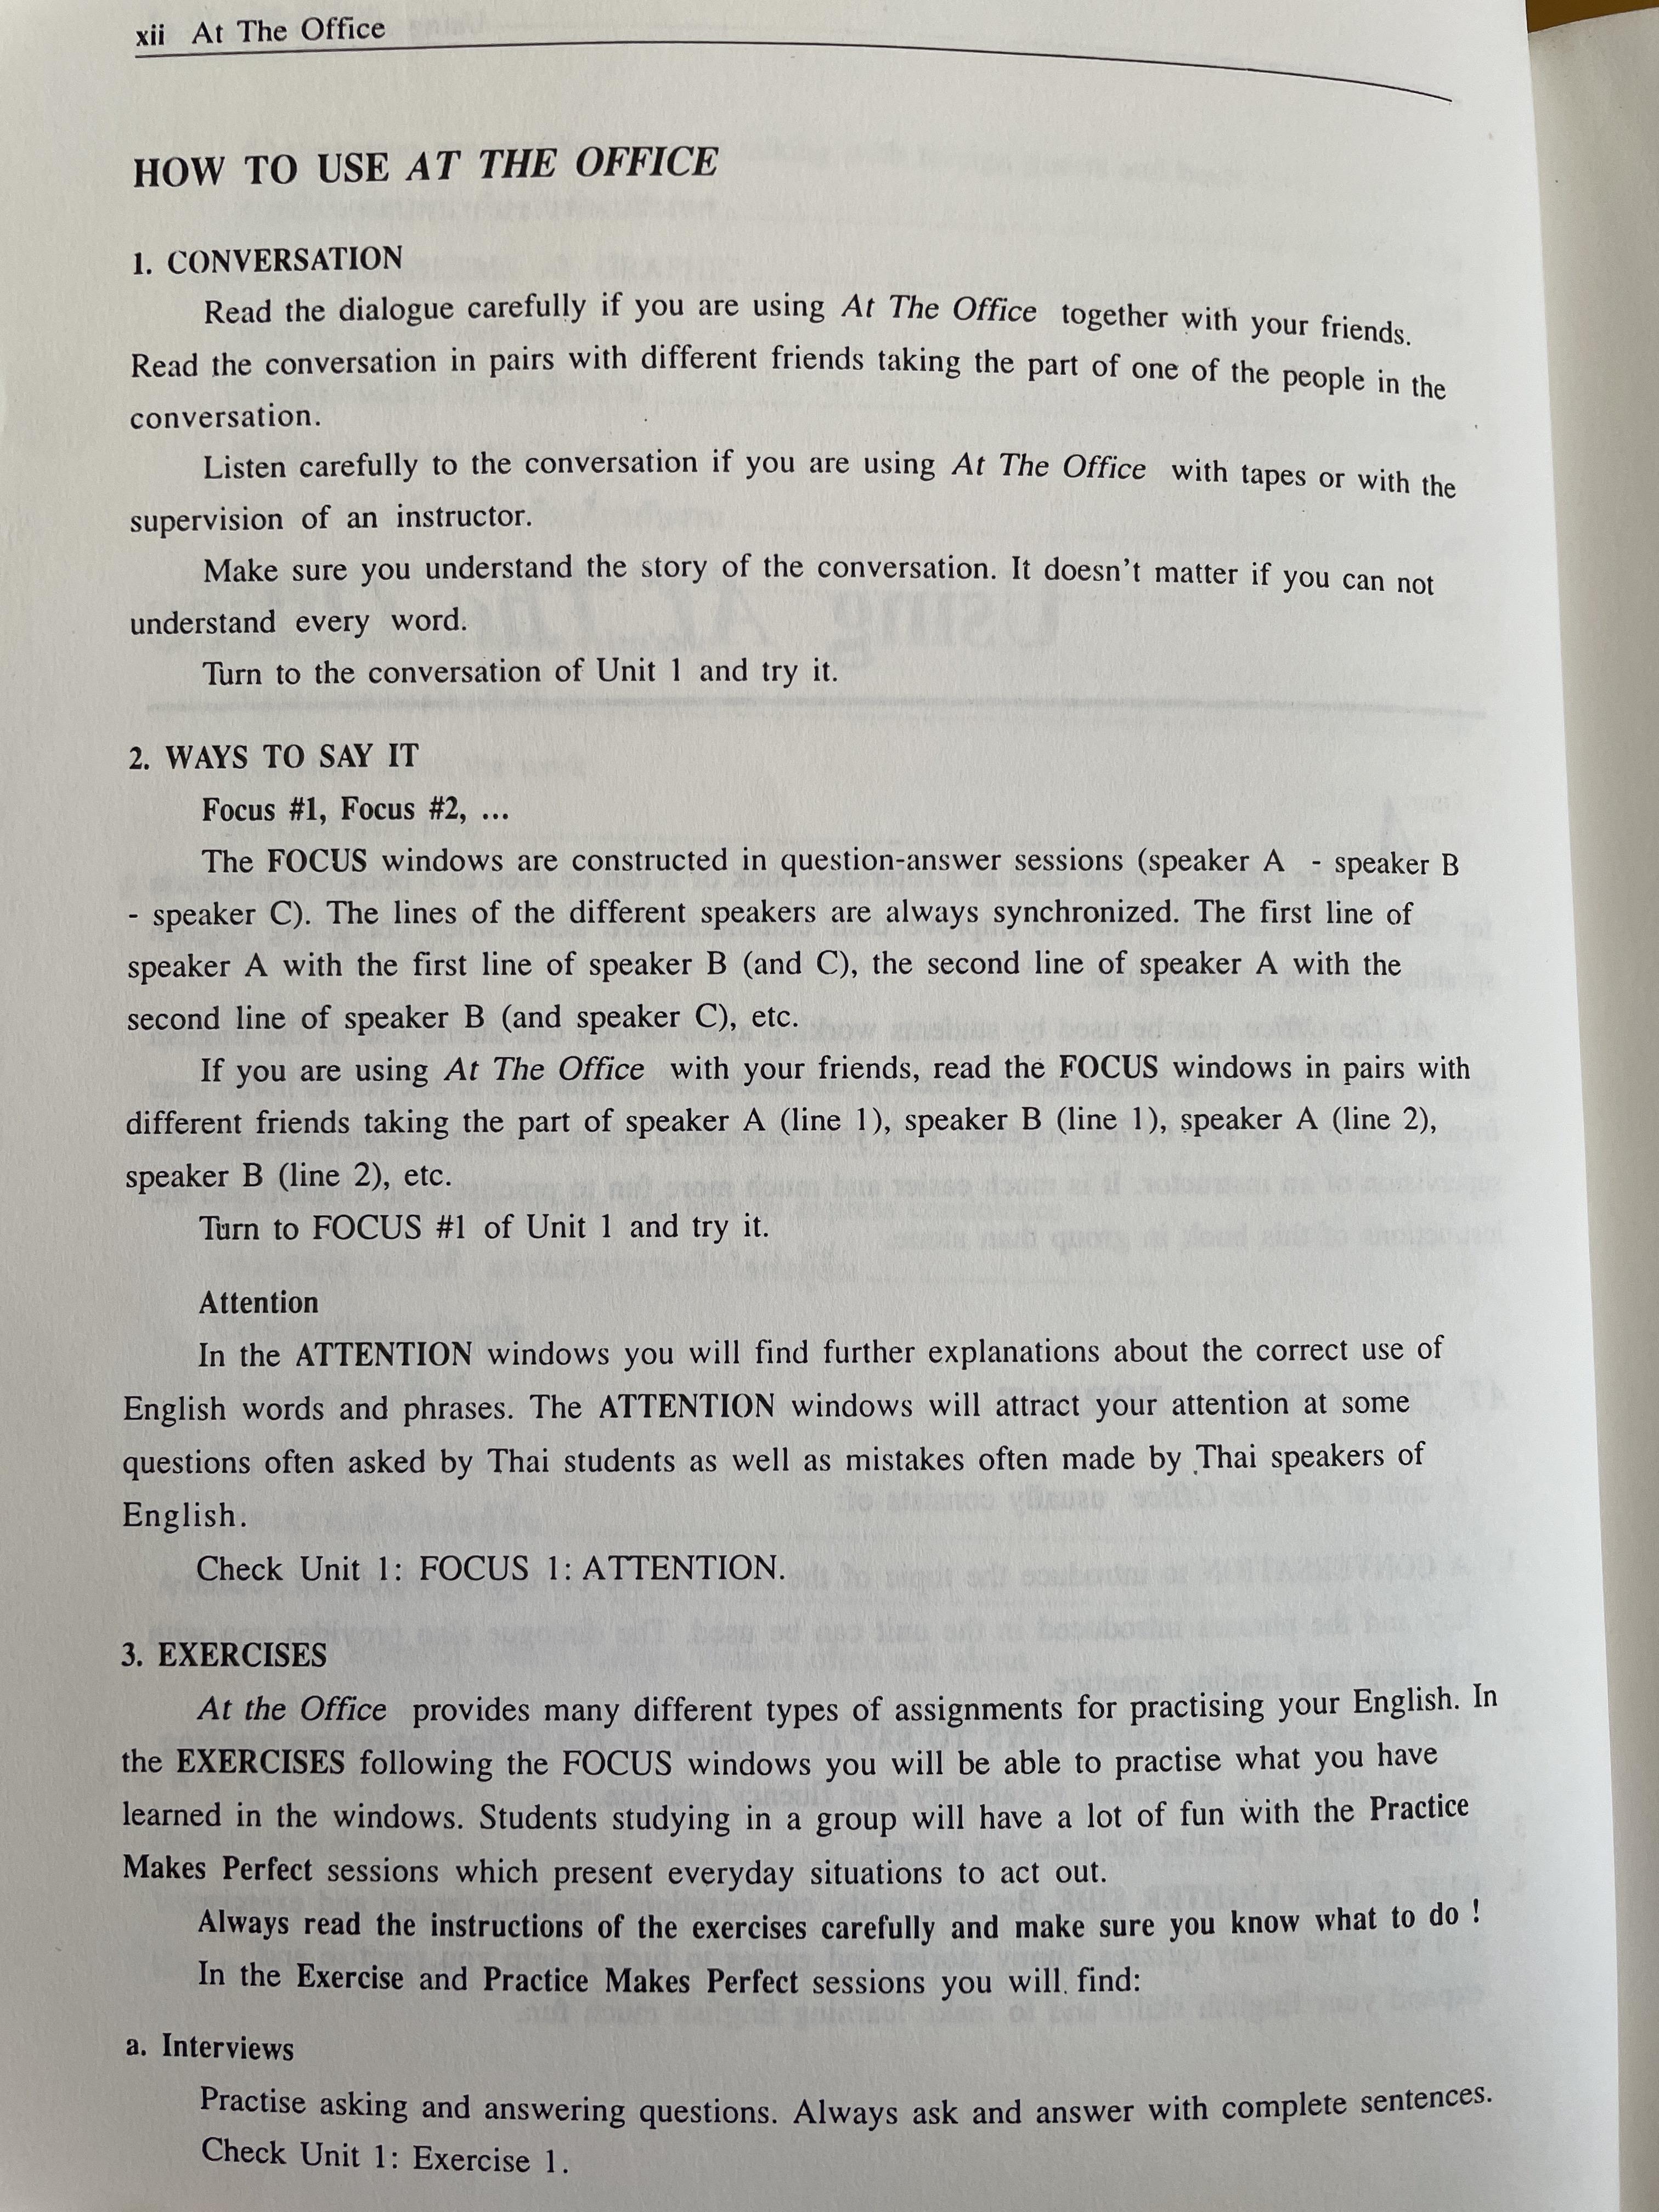 xii At The Office
HOW TO USE AT THE OFFICE
1. CONVERSATION
Read the dialogue carefully if you are using At The Office together with your friends.
Read the conversation in pairs with different friends taking the part of one of the people in the
conversation.
Listen carefully to the conversation if you are using At The Office with tapes or with the
supervision of an instructor.
Make sure you understand the story of the conversation. It doesn't matter if you can not
understand every word.
Turn to the conversation of Unit 1 and try it.
2. WAYS TO SAY IT
Focus #1, Focus #2, ...
The FOCUS windows are constructed in question-answer sessions (speaker A - speaker B
- speaker C). The lines of the different speakers are always synchronized. The first line of
speaker A with the first line of speaker B (and C), the second line of speaker A with the
second line of speaker B (and speaker C), etc.
If you are using At The Office with your friends, read the FOCUS windows in pairs with
different friends taking the part of speaker A (line 1), speaker B (line 1), speaker A (line 2),
speaker B (line 2), etc.
Turn to FOCUS #1 of Unit 1 and try it.
Attention
In the ATTENTION windows you will find further explanations about the correct use of
English words and phrases. The ATTENTION windows will attract your attention at some
questions often asked by Thai students as well as mistakes often made by Thai speakers of
English.
Check Unit 1: FOCUS 1: ATTENTION.
3. EXERCISES
At the Office provides many different types of assignments for practising your English. In
the EXERCISES following the FOCUS windows you will be able to practise what you have
learned in the windows. Students studying in a group will have a lot of fun with the Practice
Makes Perfect sessions which present everyday situations to act out.
Always read the instructions of the exercises carefully and make sure you know what to do !
In the Exercise and Practice Makes Perfect sessions you will find:
a. Interviews
Practise asking and answering questions. Always ask and answer with complete sentences.
Check Unit 1: Exercise 1.